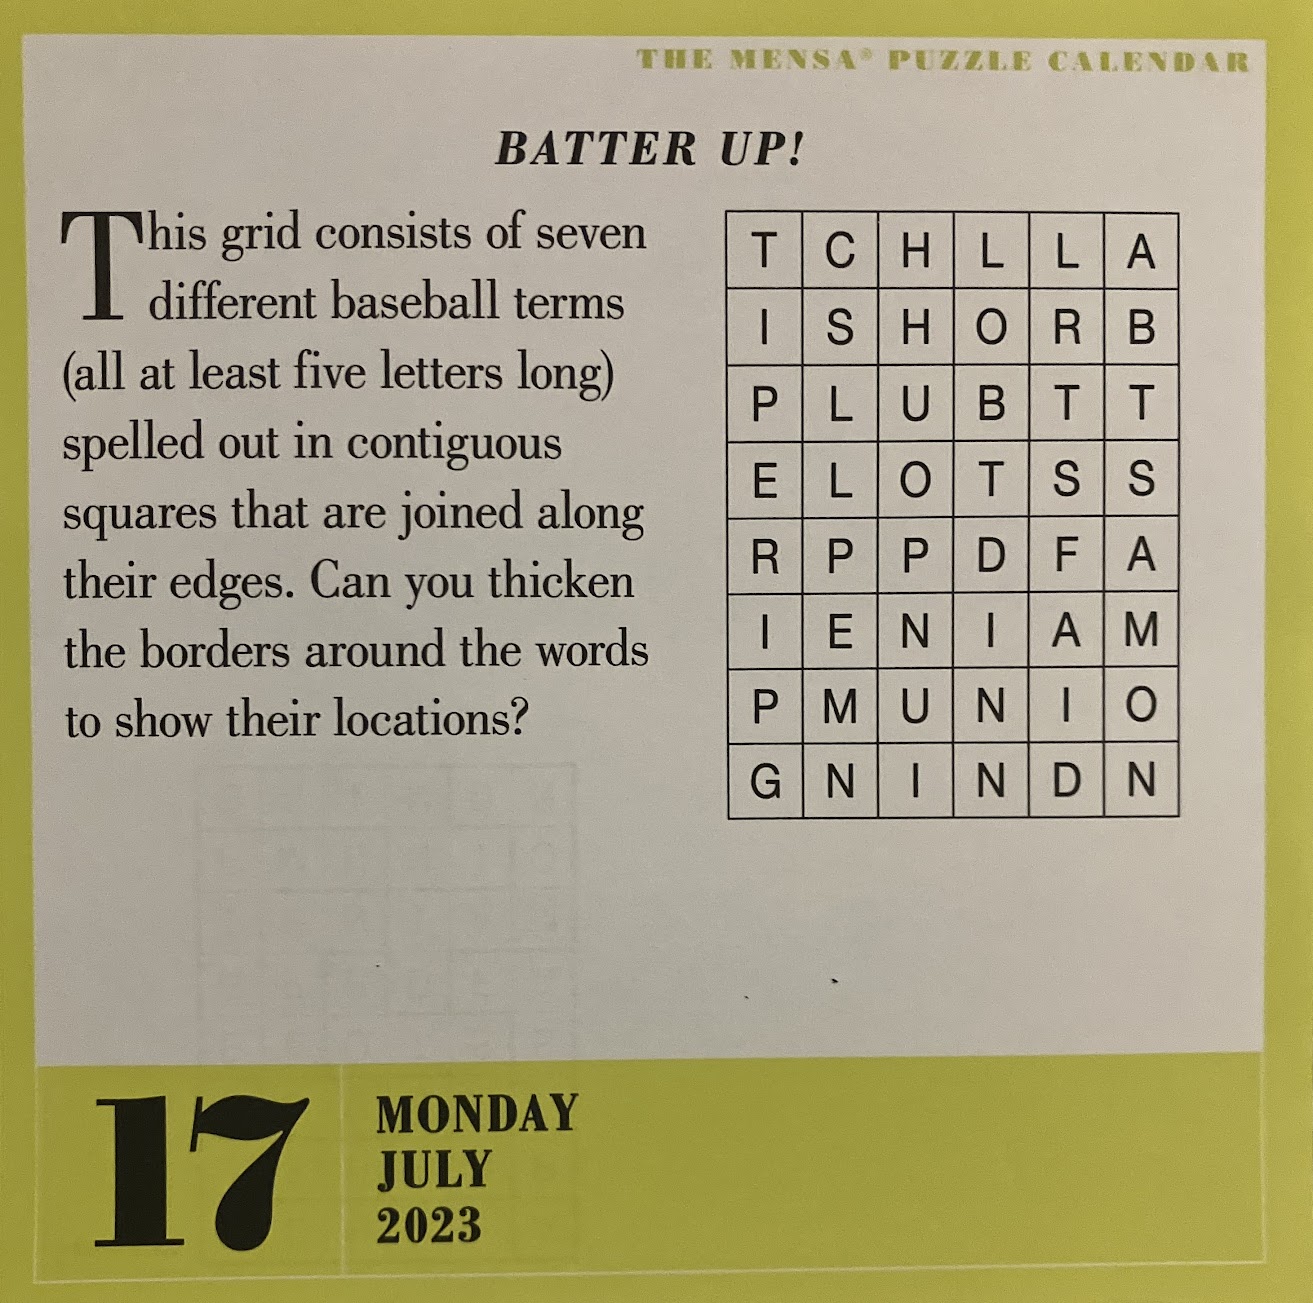 THE MENSA® PUZZLE CALENDAR
BATTER UP!
This grid consists of seven
different baseball terms
(all at least five letters long)
spelled out in contiguous
squares that are joined along
their edges. Can you thicken
the borders around the words
to show their locations?
T C H L L A
I S H O R B
P L U B T T
E L O T S S
R P P D F A
I E N I A M
P M U N I O
G N I N D N
17
MONDAY
JULY
2023